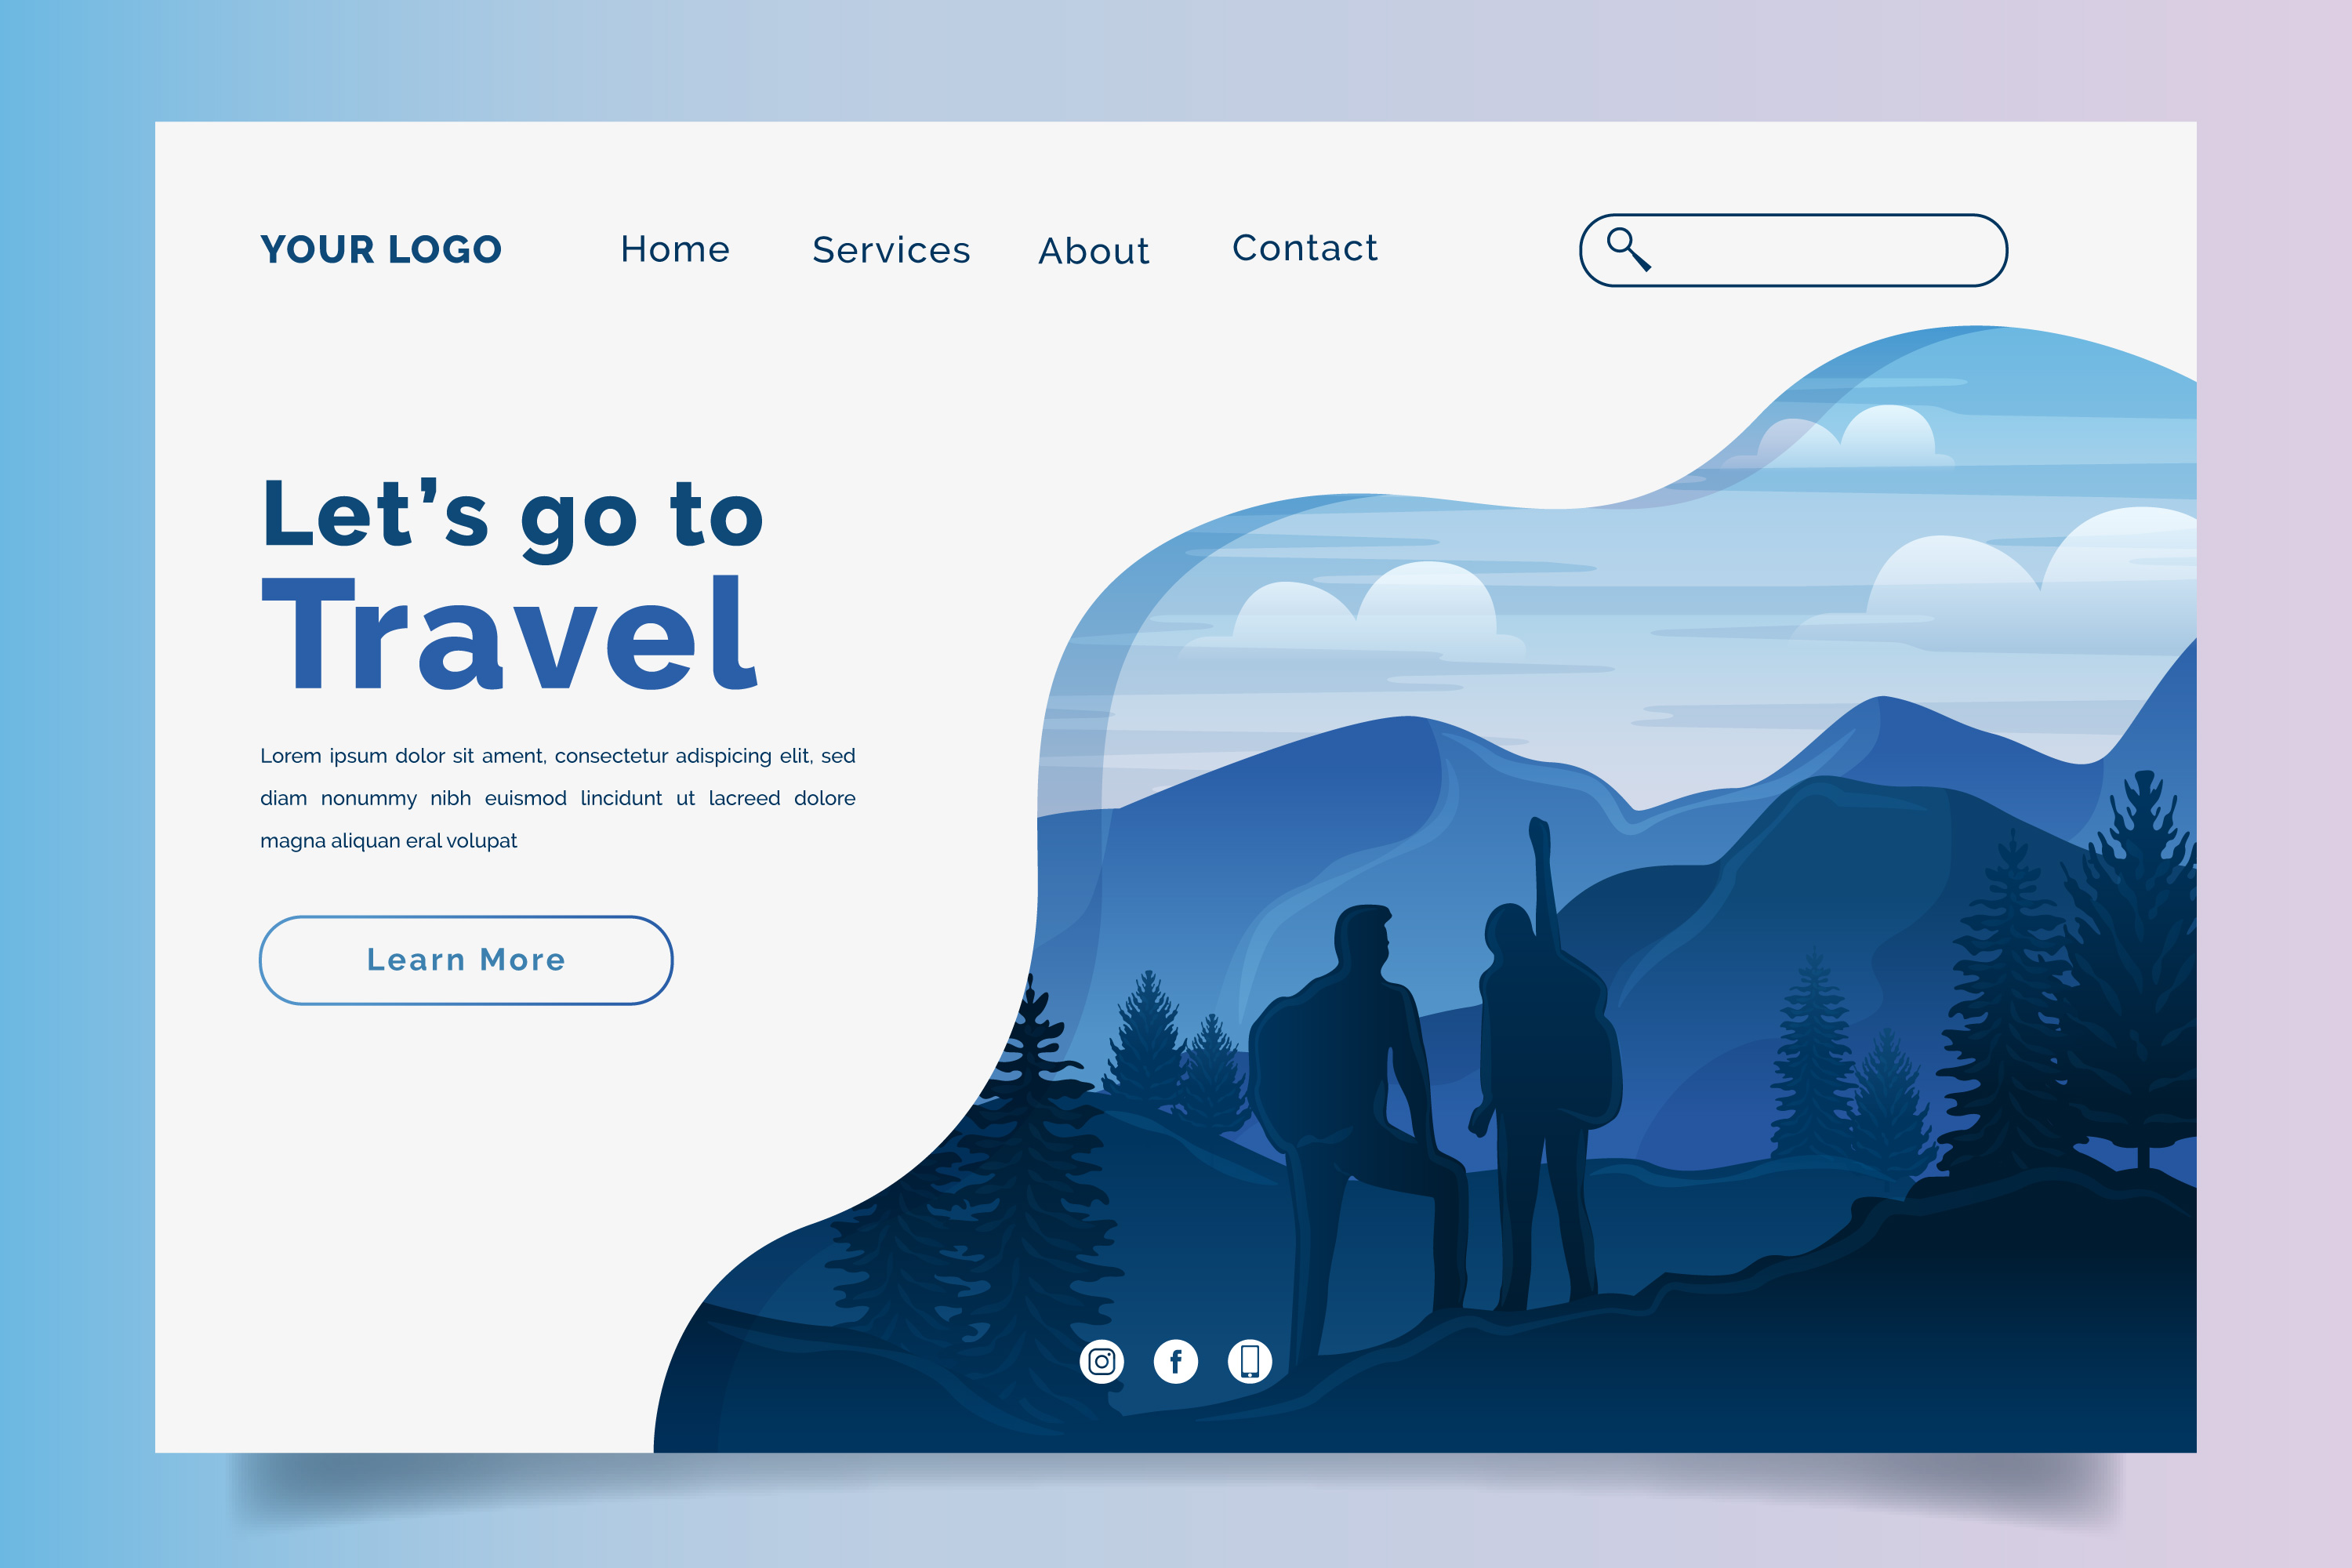 YOUR LOGO Home Services About Contact
Let’s go to
Travel
Lorem ipsum dolor sit ament, consectetur adispicing elit, sed
diam nonummy nibh euismod lincidunt ut lacreed dolore
magna aliquan eral volupat
Learn More